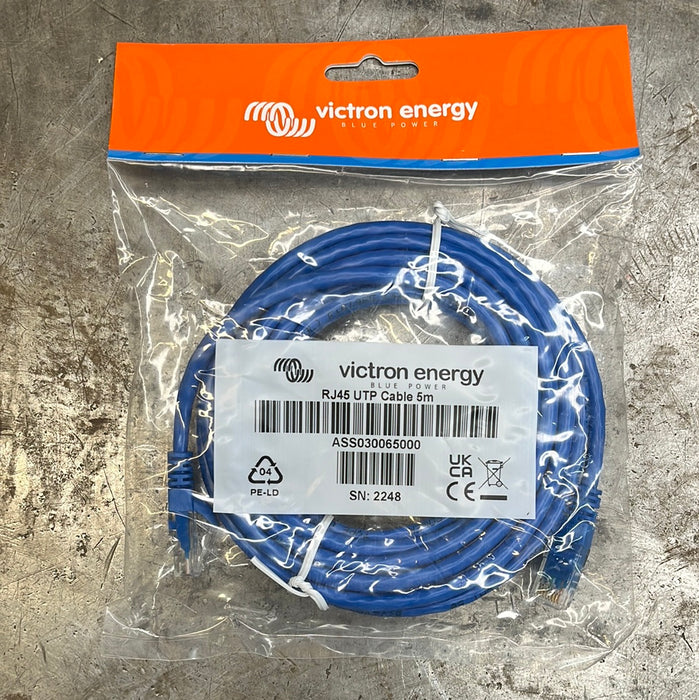 victron energy
BLUE POWER
victron energy
BLUE POWER
RJ45 UTP Cable 5m
ASS030065000
04
PE-LD
UK
CA
CE
SN: 2248